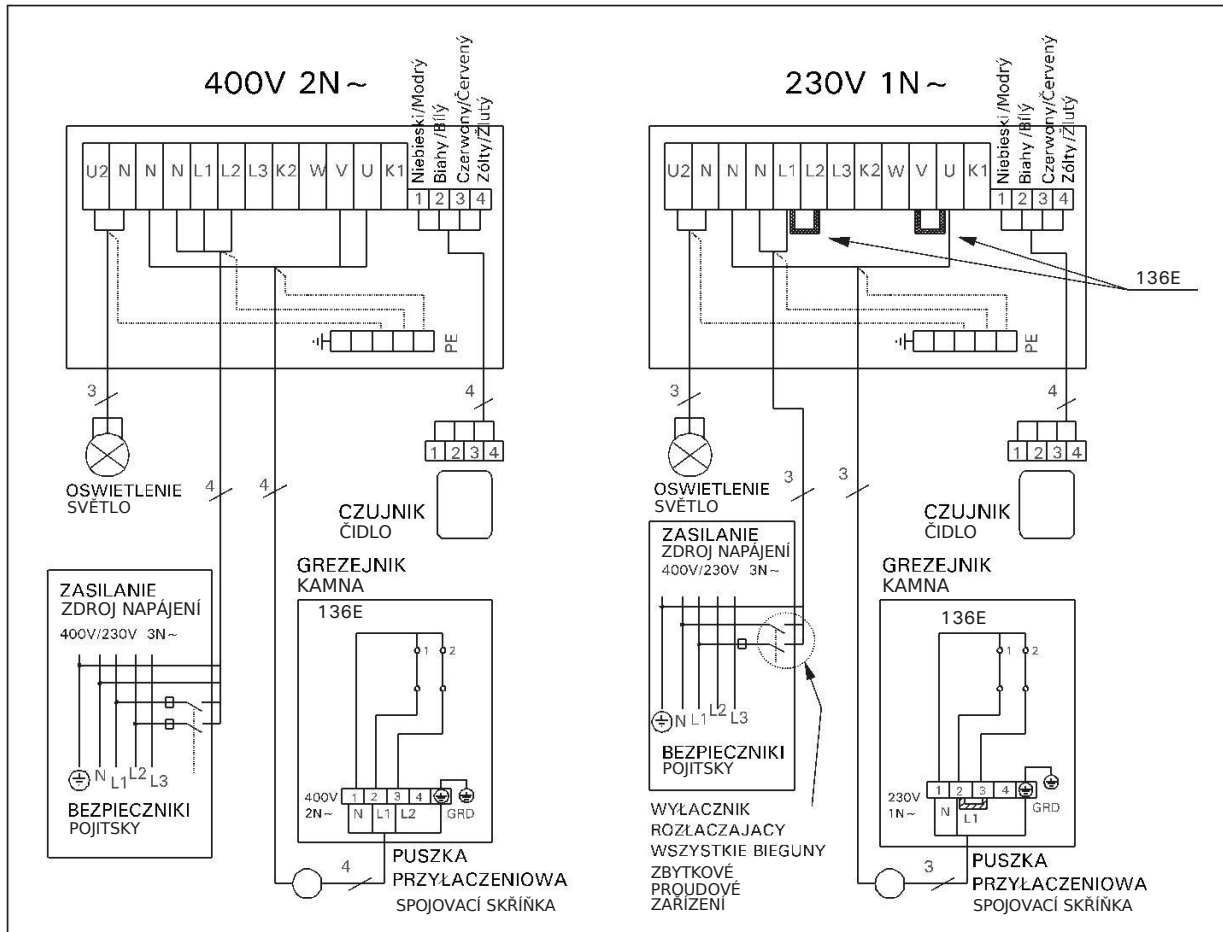 400V 2N~
Niebieski/Modrý
Biahy/Bílý
Czerwony/Červený
Zólty/Žlutý
U2 N N N L1 L2 L3 K2 W V U K1
1 2 3 4
PE
3
4
OSWIETLENIE
SVĚTLO
4
4
1 2 3 4
CZUJNIK
ČIDLO
ZASILANIE
ZDROJ NAPÁJENÍ
400V/230V 3N~
N L1 L2 L3
BEZPIECZNIKI
POJITSKY
GREZEJNIK
KAMNA
136E
1 2
400V
2N~
1 2 3 4
N L1 L2
GRD
4
PUSZKA
PRZYŁACZENIOWA
SPOJOVACÍ SKŘÍŇKA
230V 1N~
Niebieski/Modrý
Biahy/Bílý
Czerwony/Červený
Zólty/Žlutý
U2 N N N L1 L2 L3 K2 W V U K1
1 2 3 4
136E
PE
3
4
OSWIETLENIE
SVĚTLO
3
3
1 2 3 4
CZUJNIK
ČIDLO
ZASILANIE
ZDROJ NAPÁJENÍ
400V/230V 3N~
N L1 L2 L3
BEZPIECZNIKI
POJITSKY
WYŁACZNIK
ROZŁACZAJACY
WSZYSTKIE BIEGUNY
ZBYTKOVÉ
PROUDOVÉ
ZAŘÍZENÍ
GREZEJNIK
KAMNA
136E
1 2
230V
1N~
1 2 3 4
N L1
GRD
3
PUSZKA
PRZYŁACZENIOWA
SPOJOVACÍ SKŘÍŇKA